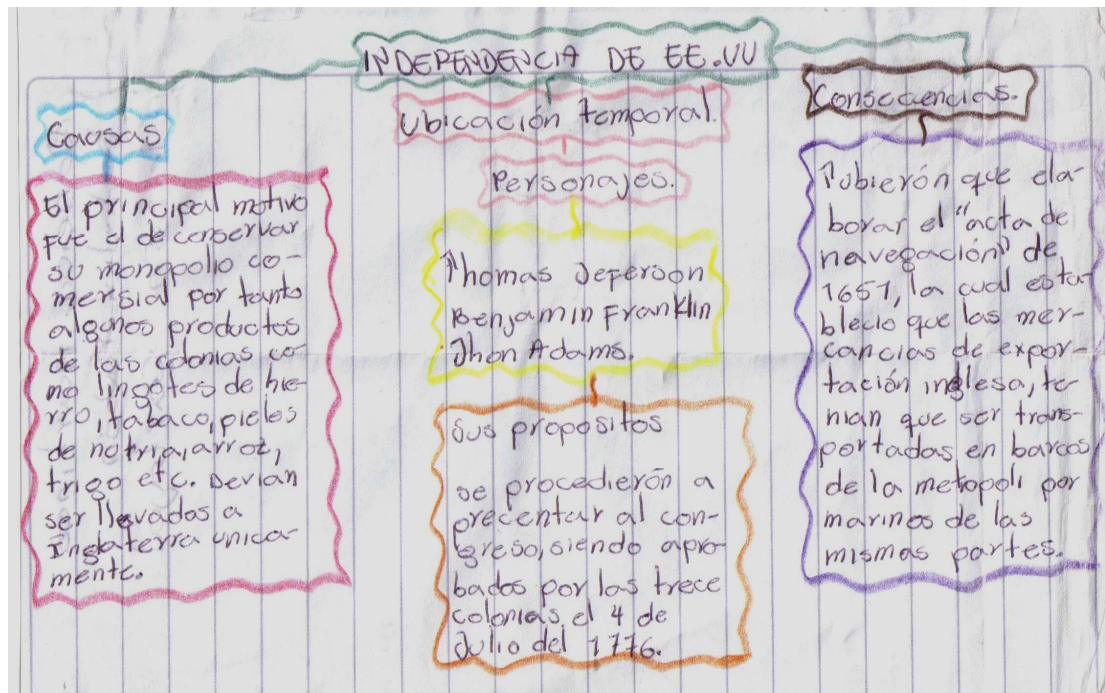 INDEPENDENCIA DE EE.UU
Causas
El principal motivo
fue el de conservar
su monopolio co-
mersial por tanto
algunos productos
de las colonias co-
mo lingotes de hie-
rro, tabaco, pieles
de notria, arroz,
trigo etc. Devian
ser llevados a
Inglaterra unica-
mente.
Ubicación temporal.
Personajes.
Thomas Jeferson
Benjamin Franklin
Jhon Adams.
Sus propositos
se procedierón a
precentar al con-
greso, siendo apro-
bados por las trece
colonias el 4 de
Julio del 1776.
Consecuencias.
Tubierón que ela-
borar el "acta de
navegación" de
1651, la cual esta-
blecio que las mer-
cancias de expor-
tación inglesa, te-
nian que ser trans-
portadas en barcos
de la metropoli por
marinos de las
mismas partes.